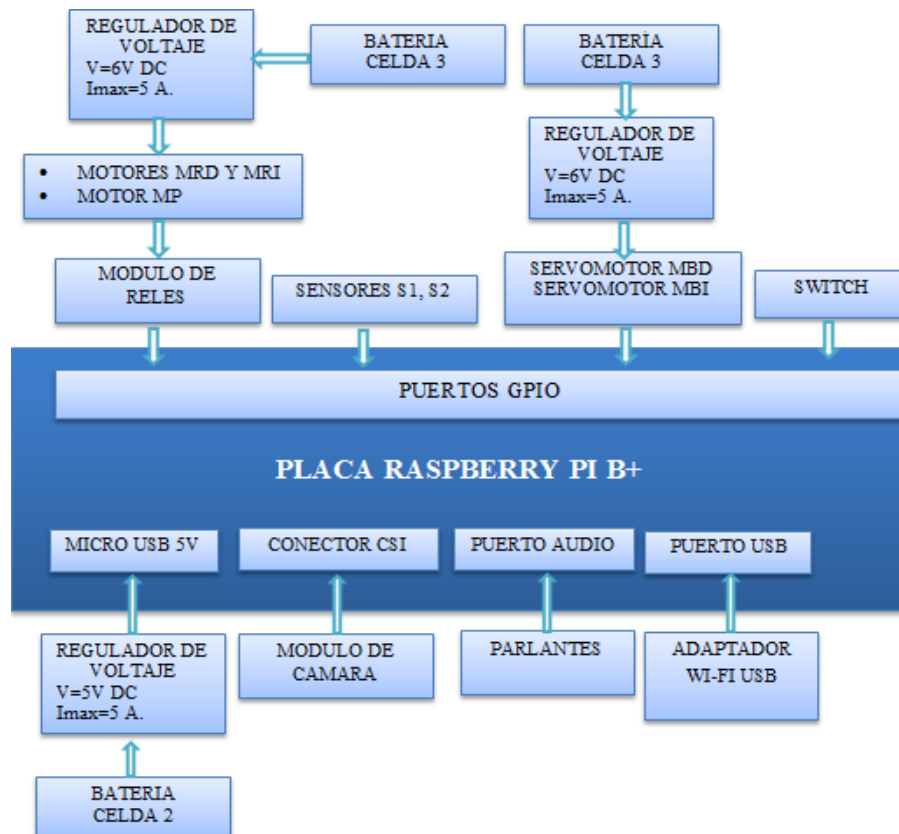 REGULADOR DE
VOLTAJE
V=6V DC
Imax=5 A.
BATERIA
CELDA 3
BATERÍA
CELDA 3
REGULADOR DE
VOLTAJE
V=6V DC
Imax=5 A.
• MOTORES MRD Y MRI
• MOTOR MP
MODULO DE
RELES
SENSORES S1, S2
SERVOMOTOR MBD
SERVOMOTOR MBI
SWITCH
PUERTOS GPIO
PLACA RASPBERRY PI B+
MICRO USB 5V
CONECTOR CSI
PUERTO AUDIO
PUERTO USB
REGULADOR DE
VOLTAJE
V=5V DC
Imax=5 A.
MODULO DE
CAMARA
PARLANTES
ADAPTADOR
WI-FI USB
BATERIA
CELDA 2